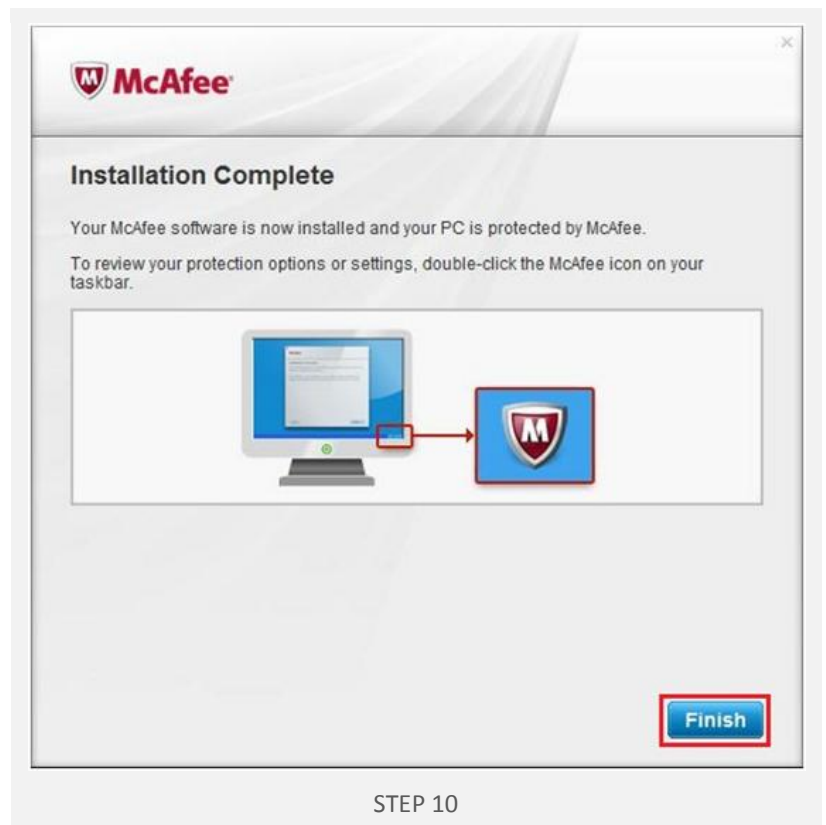 McAfee
Installation Complete
Your McAfee software is now installed and your PC is protected by McAfee.
To review your protection options or settings, double-click the McAfee icon on your
taskbar.
Finish
STEP 10